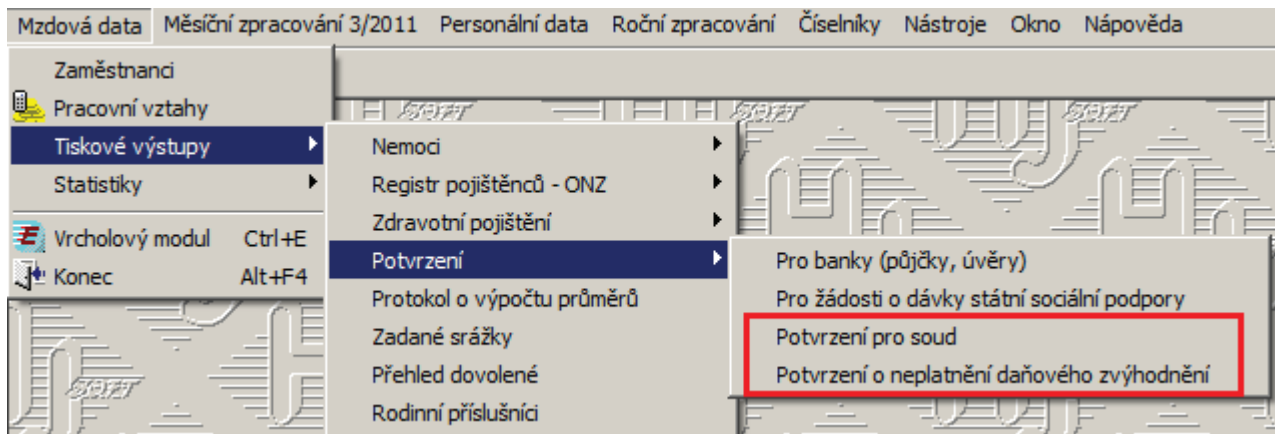 Mzdová data Měsíční zpracování 3/2011 Personální data Roční zpracování Číselníky Nástroje Okno Nápověda
Zaměstnanci
Pracovní vztahy
Tiskové výstupy
Statistiky
Vrcholový modul Ctrl+E
Konec Alt+F4
Nemoci
Registr pojištěnců - ONZ
Zdravotní pojištění
Potvrzení
Protokol o výpočtu průměrů
Zadané srážky
Přehled dovolené
Rodinní příslušníci
Pro banky (půjčky, úvěry)
Pro žádosti o dávky státní sociální podpory
Potvrzení pro soud
Potvrzení o neplatnění daňového zvýhodnění